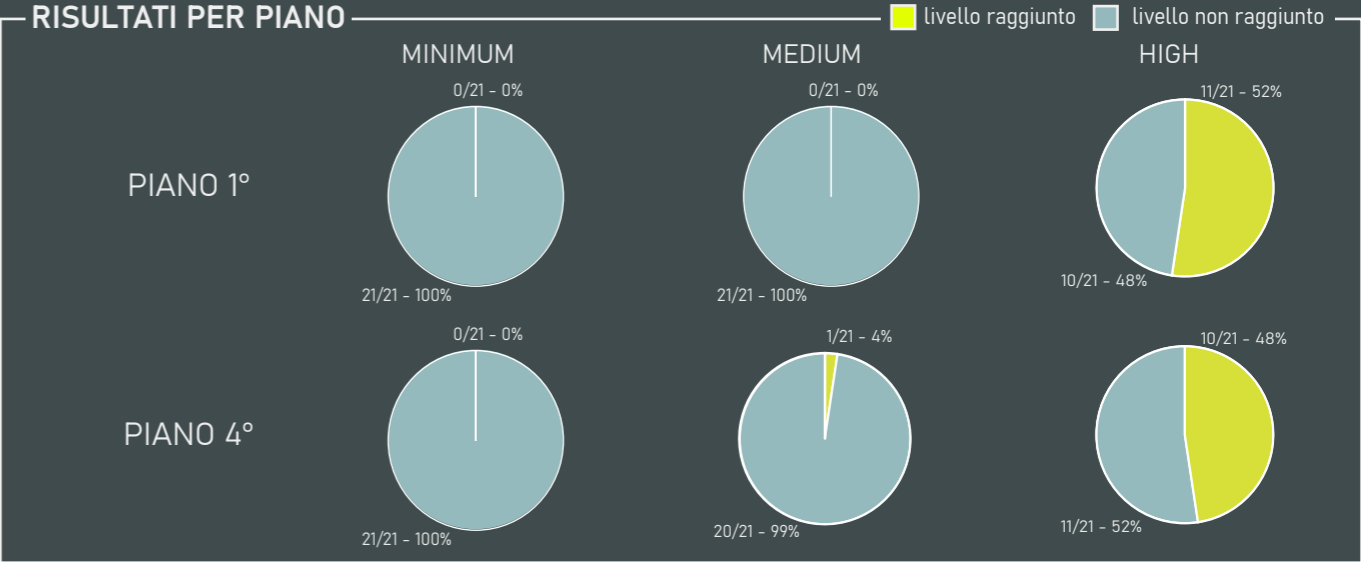 RISULTATI PER PIANO
livello raggiunto
livello non raggiunto
MINIMUM
MEDIUM
HIGH
PIANO 1°
0/21 - 0%
21/21 - 100%
0/21 - 0%
21/21 - 100%
11/21 - 52%
10/21 - 48%
PIANO 4°
0/21 - 0%
21/21 - 100%
1/21 - 4%
20/21 - 99%
10/21 - 48%
11/21 - 52%